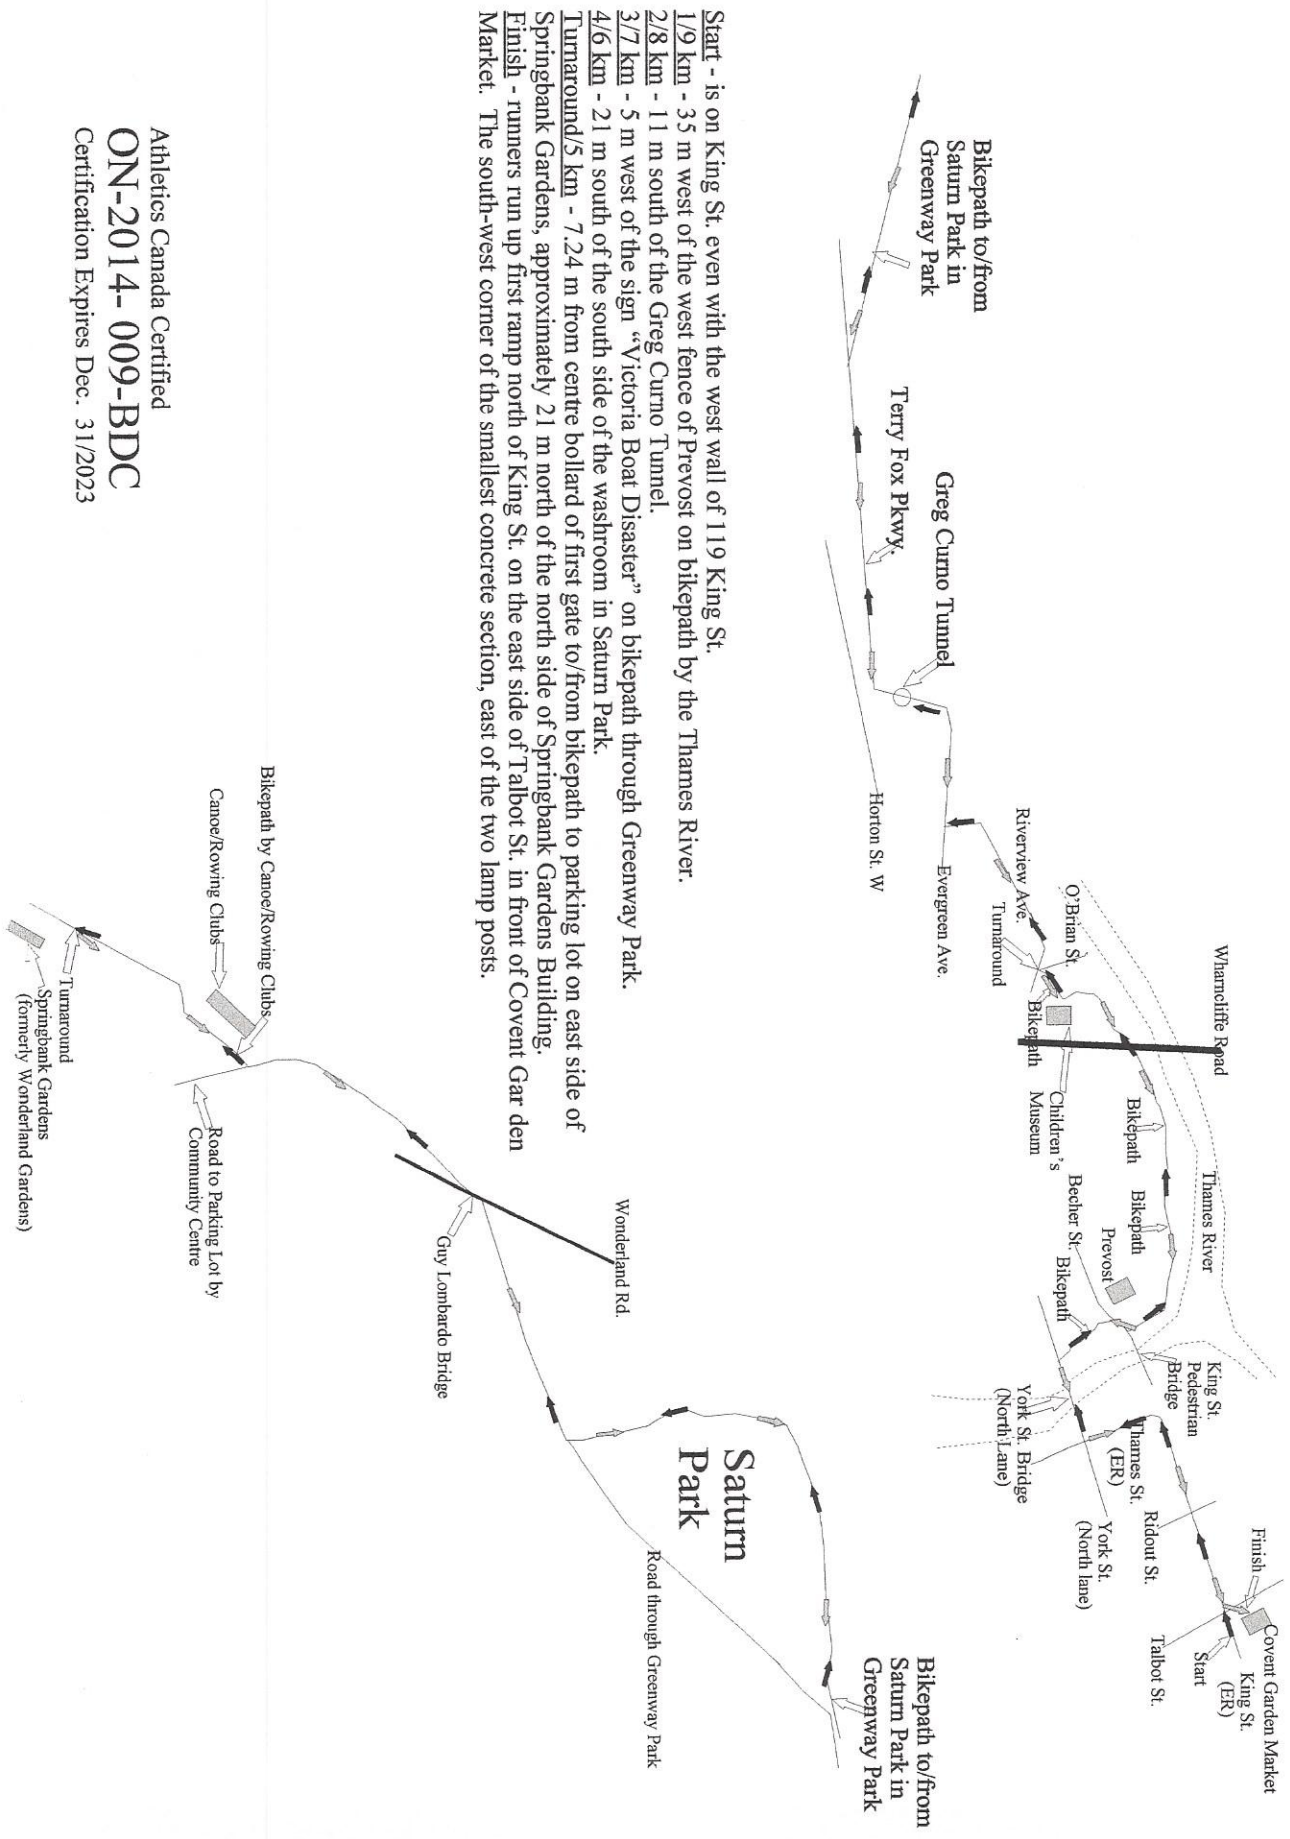 Covent Garden Market
Finish
King St.
(ER)
Start
Talbot St.
Ridout St.
York St.
(North lane)
Thames St.
(ER)
King St.
Pedestrian
Bridge
York St. Bridge
(North Lane)
Thames River
Wharncliffe Road
Bikepath
Bikepath
Prevost
Becher St.
Bikepath
Children's
Museum
Bikepath
O'Brian St.
Turnaround
Riverview Ave.
Evergreen Ave.
Horton St. W
Greg Curno Tunnel
Terry Fox Pkwy.
Bikepath to/from
Saturn Park in
Greenway Park
Start - is on King St. even with the west wall of 119 King St.
1/9 km - 35 m west of the west fence of Prevost on bikepath by the Thames River.
2/8 km - 11 m south of the Greg Curno Tunnel.
3/7 km - 5 m west of the sign “Victoria Boat Disaster” on bikepath through Greenway Park.
4/6 km - 21 m south of the south side of the washroom in Saturn Park.
Turnaround/5 km - 7.24 m from centre bollard of first gate to/from bikepath to parking lot on east side of
Springbank Gardens, approximately 21 m north of the north side of Springbank Gardens Building.
Finish - runners run up first ramp north of King St. on the east side of Talbot St. in front of Covent Gar den
Market. The south-west corner of the smallest concrete section, east of the two lamp posts.
Bikepath to/from
Saturn Park in
Greenway Park
Saturn
Park
Road through Greenway Park
Wonderland Rd.
Guy Lombardo Bridge
Bikepath by Canoe/Rowing Clubs
Canoe/Rowing Clubs
Road to Parking Lot by
Community Centre
Turnaround
Springbank Gardens
(formerly Wonderland Gardens)
Athletics Canada Certified
ON-2014- 009-BDC
Certification Expires Dec. 31/2023